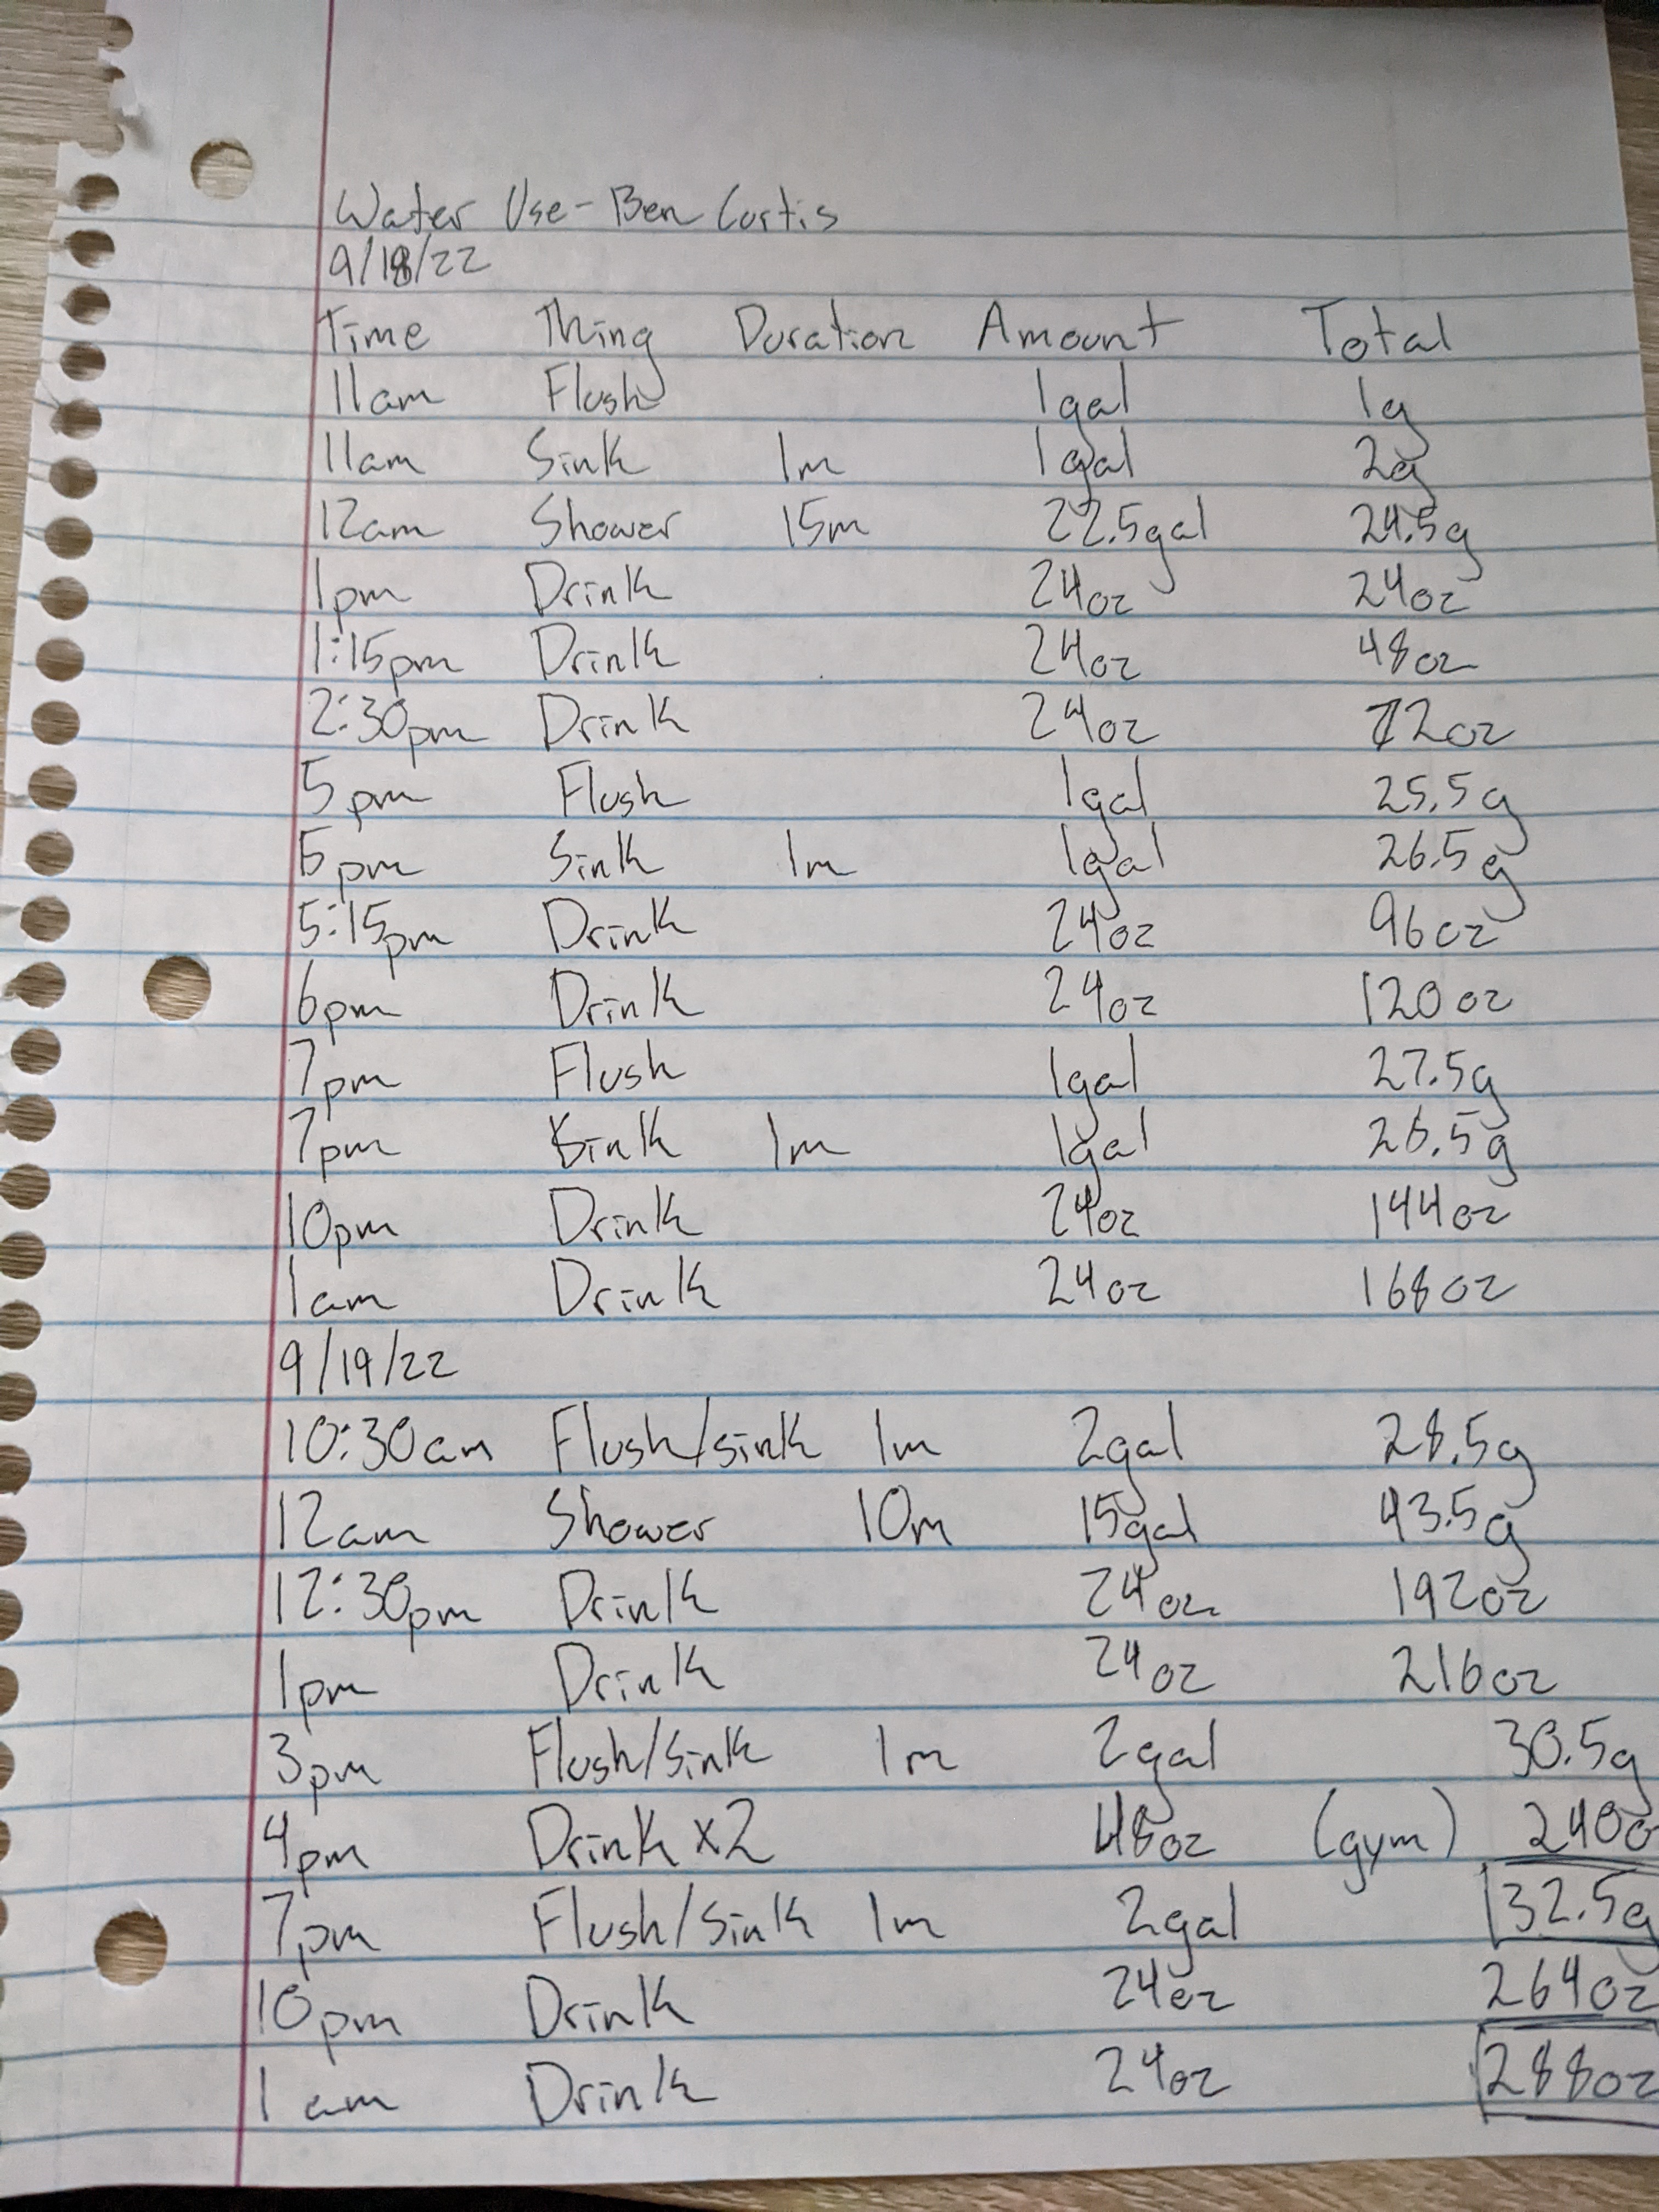 Water Use - Ben Curtis
9/18/22
Time Thing Duration Amount Total
11am Flush 1gal 1g
11am Sink 1m 1gal 2g
12am Shower 15m 22.5gal 24.5g
1pm Drink 24oz 24oz
1:15pm Drink 24oz 48oz
2:30pm Drink 24oz 72oz
5pm Flush 1gal 25.5g
5pm Sink 1m 1gal 26.5g
5:15pm Drink 24oz 96oz
6pm Drink 24oz 120oz
7pm Flush 1gal 27.5g
7pm Sink 1m 1gal 26.5g
10pm Drink 24oz 144oz
1am Drink 24oz 168oz
9/19/22
10:30am Flush/sink 1m 2gal 28.5g
12am Shower 10m 15gal 43.5g
12:30pm Drink 24oz 192oz
1pm Drink 24oz 216oz
3pm Flush/Sink 1m 2gal 30.5g
4pm Drink x2 48oz (gym) 240o
7pm Flush/Sink 1m 2gal 32.5g
10pm Drink 24oz 264oz
1am Drink 24oz 288oz